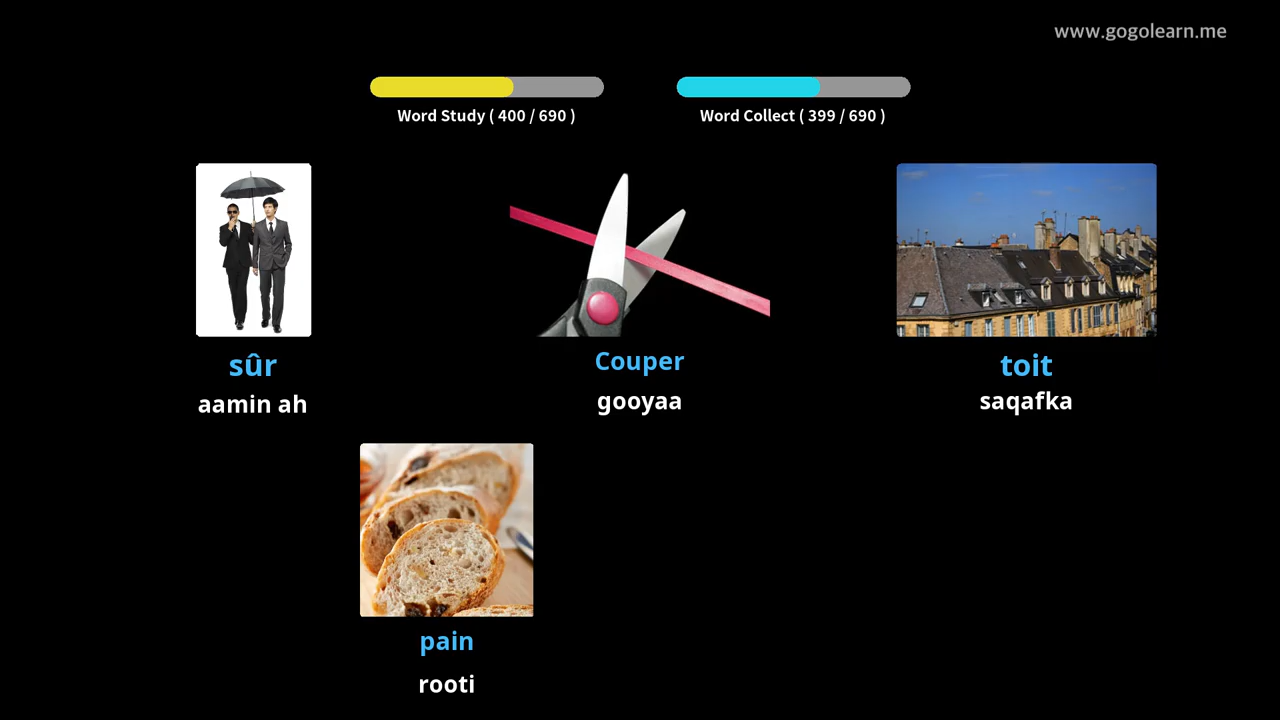 www.gogolearn.me
Word Study ( 400 / 690 )
Word Collect ( 399 / 690 )
sûr
aamin ah
Couper
gooyaa
toit
saqafka
pain
rooti